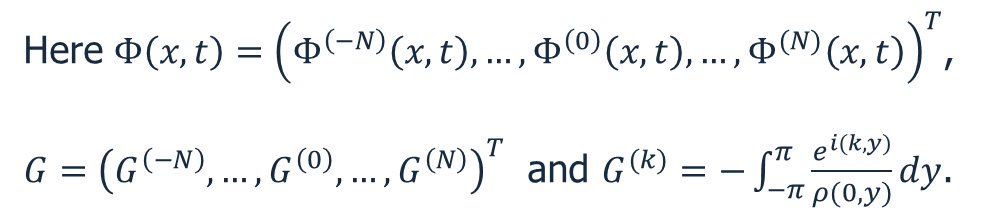 Here Φ(x, t) = (Φ^(−N)(x, t), … , Φ^(0)(x, t), … , Φ^(N)(x, t))^T,
G = (G^(−N), … , G^(0), … , G^(N))^T and G^(k) = − ∫_{−π}^{π} e^{i(k,y)}/ρ(0,y) dy.